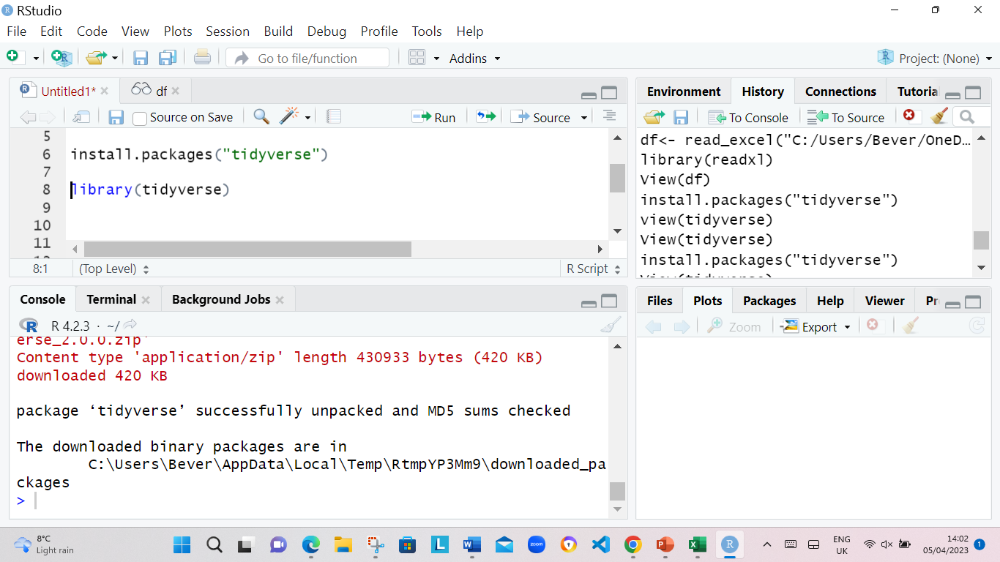 RStudio
File Edit Code View Plots Session Build Debug Profile Tools Help
Go to file/function Addins Project: (None)
Untitled1* df
Source on Save Run Source
5
6 install.packages("tidyverse")
7
8 library(tidyverse)
9
10
11
8:1 (Top Level) R Script
Console Terminal Background Jobs
R 4.2.3 · ~/
erse_2.0.0.zip'
Content type 'application/zip' length 430933 bytes (420 KB)
downloaded 420 KB
package ‘tidyverse’ successfully unpacked and MD5 sums checked
The downloaded binary packages are in
C:\Users\Bever\AppData\Local\Temp\RtmpYP3Mm9\downloaded_pa
ckages
>
Environment History Connections Tutoria
To Console To Source
df<- read_excel("C:/Users/Bever/OneD...
library(readxl)
View(df)
install.packages("tidyverse")
view(tidyverse)
View(tidyverse)
install.packages("tidyverse")
Files Plots Packages Help Viewer Pr
Zoom Export
8°C
Light rain
zoom
ENG
UK
14:02
05/04/2023
1